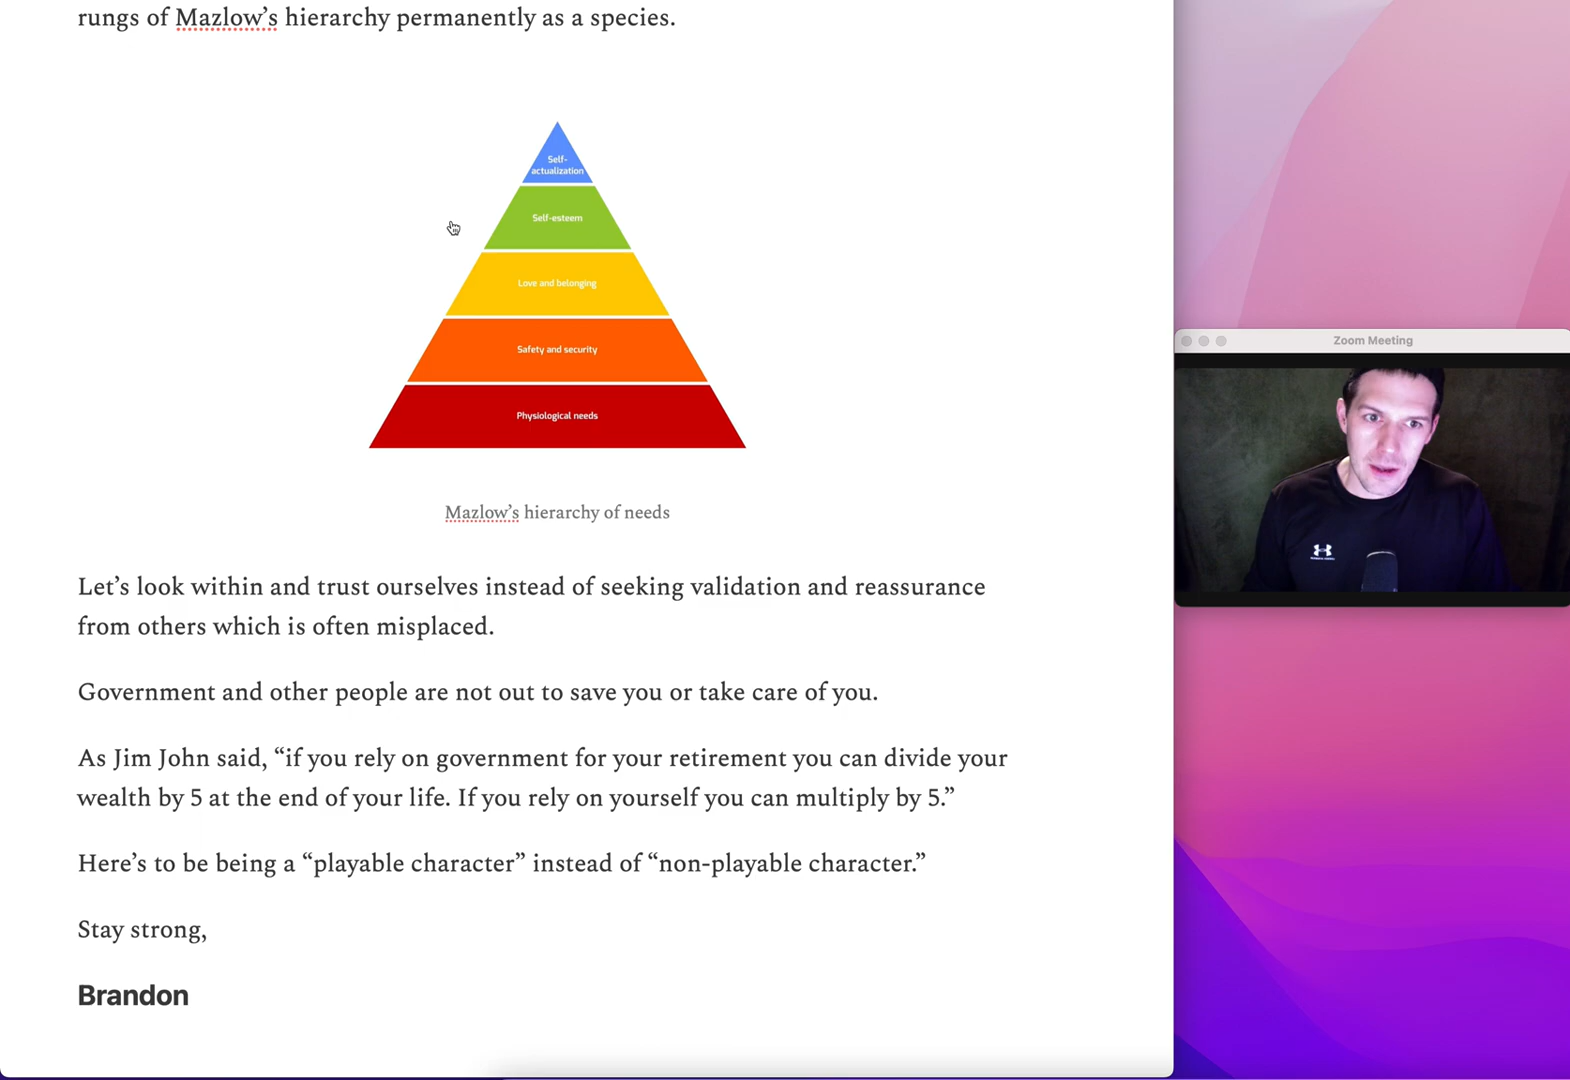 rungs of Mazlow’s hierarchy permanently as a species.
Self-
actualization
Self-esteem
Love and belonging
Safety and security
Physiological needs
Mazlow’s hierarchy of needs
Let’s look within and trust ourselves instead of seeking validation and reassurance
from others which is often misplaced.
Government and other people are not out to save you or take care of you.
As Jim John said, “if you rely on government for your retirement you can divide your
wealth by 5 at the end of your life. If you rely on yourself you can multiply by 5.”
Here’s to be being a “playable character” instead of “non-playable character.”
Stay strong,
Brandon
Zoom Meeting